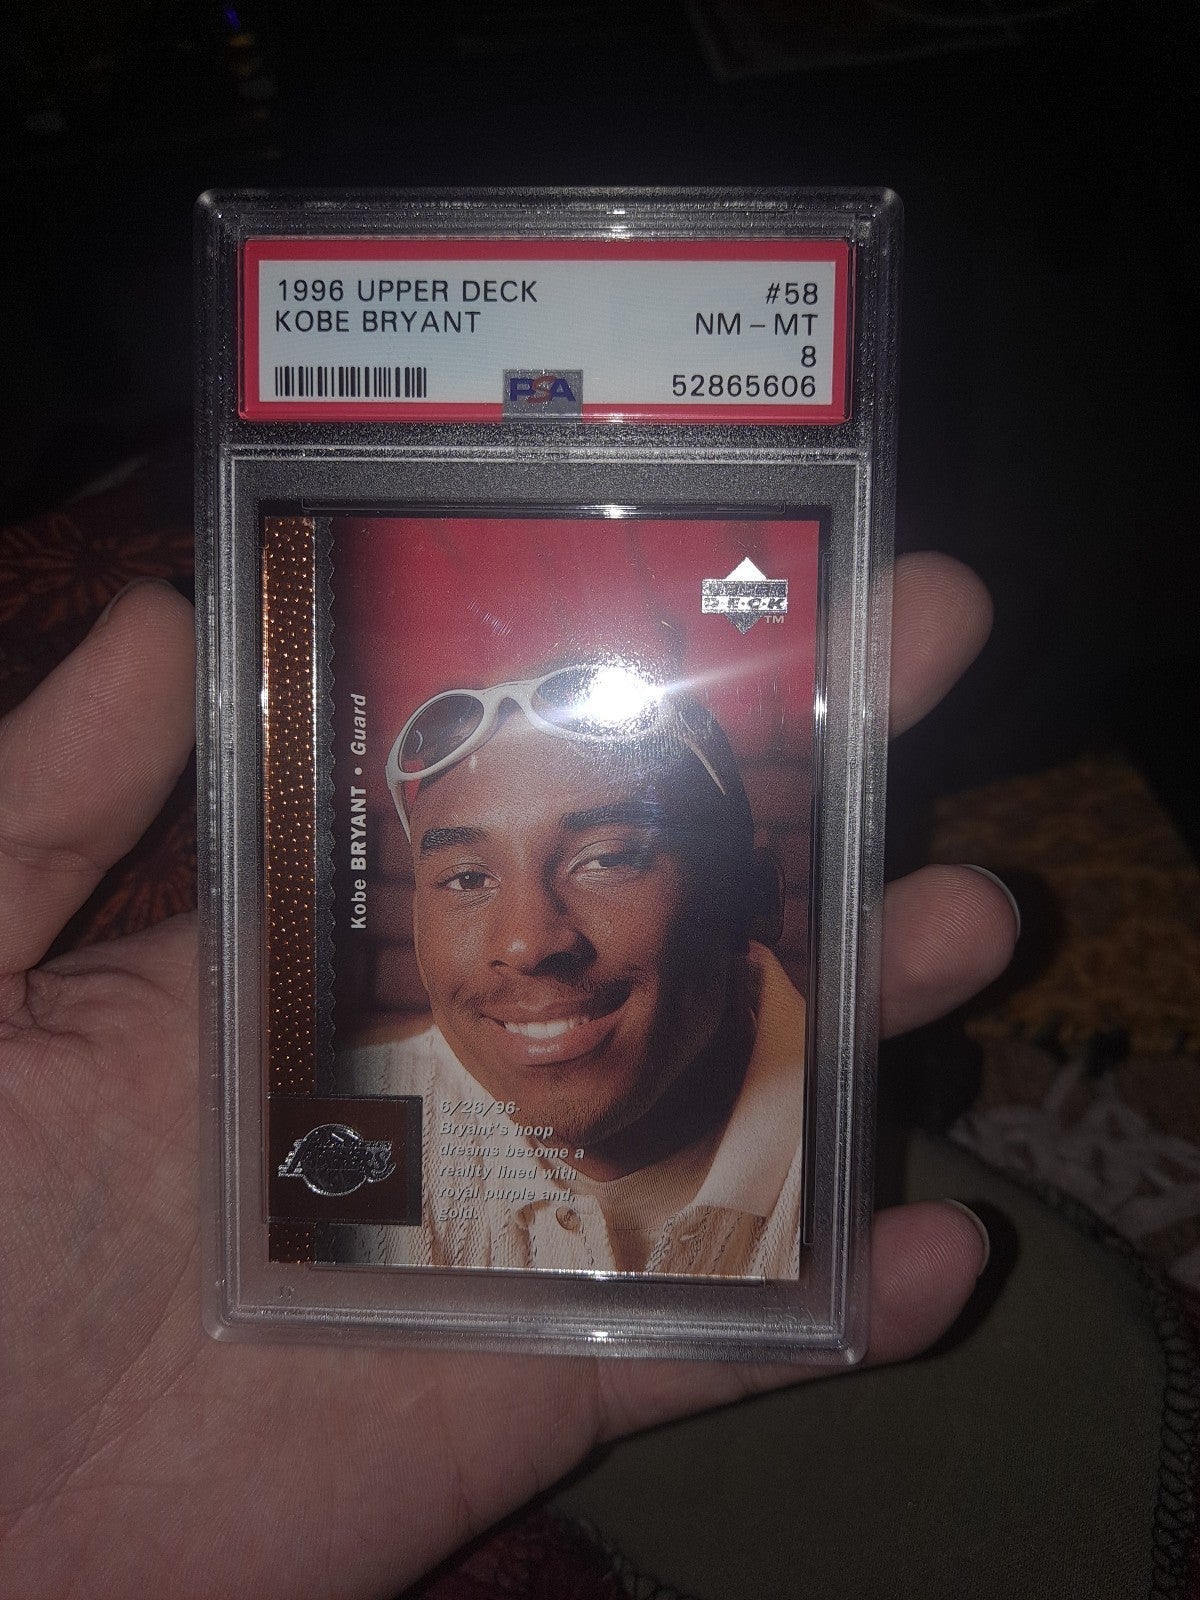 1996 UPPER DECK #58
KOBE BRYANT NM - MT
8
PSA 52865606
DECK
TM
Kobe BRYANT • Guard
6/26/96-
Bryant's hoop
dreams become a
reality lined with
royal purple and
gold.